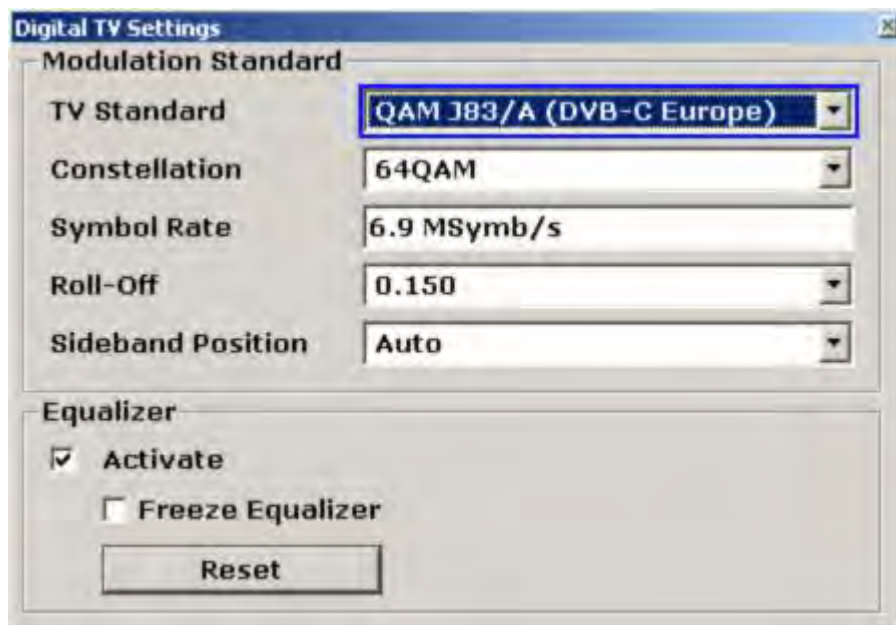 Digital TV Settings
Modulation Standard
TV Standard QAM J83/A (DVB-C Europe)
Constellation 64QAM
Symbol Rate 6.9 MSymb/s
Roll-Off 0.150
Sideband Position Auto
Equalizer
Activate
Freeze Equalizer
Reset